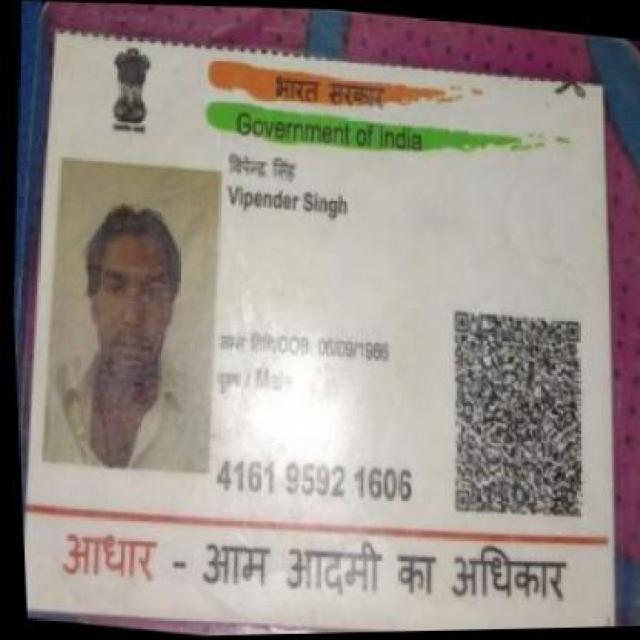 भारत सरकार
Government of India
विपेन्द्र सिंह
Vipender Singh
जन्म तिथि/DOB: 06/09/1986
पुरुष / Male
4161 9592 1606
आधार - आम आदमी का अधिकार